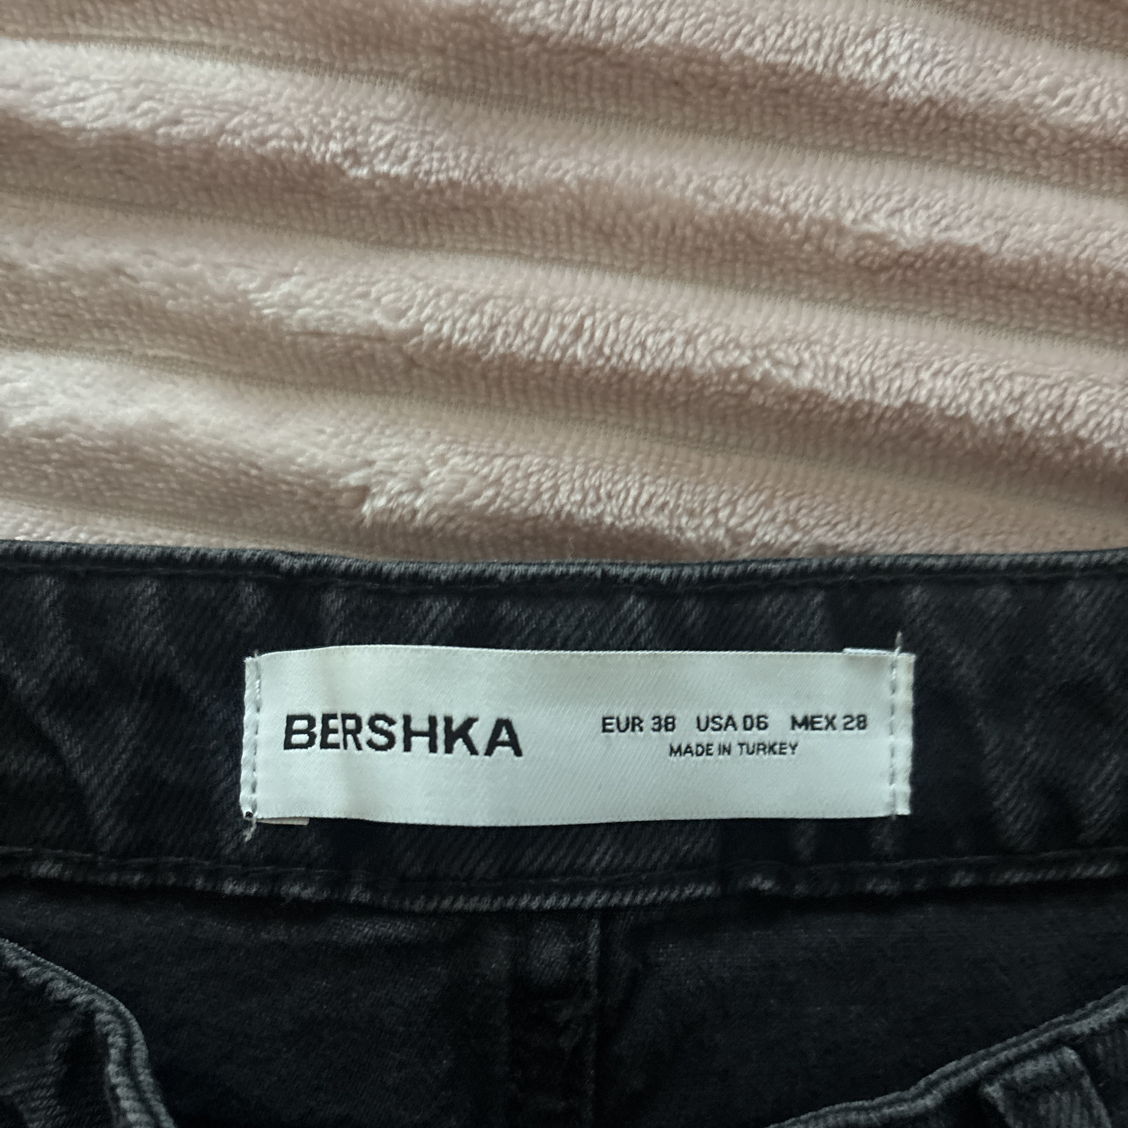 BERSHKA
EUR 38 USA 06 MEX 28
MADE IN TURKEY